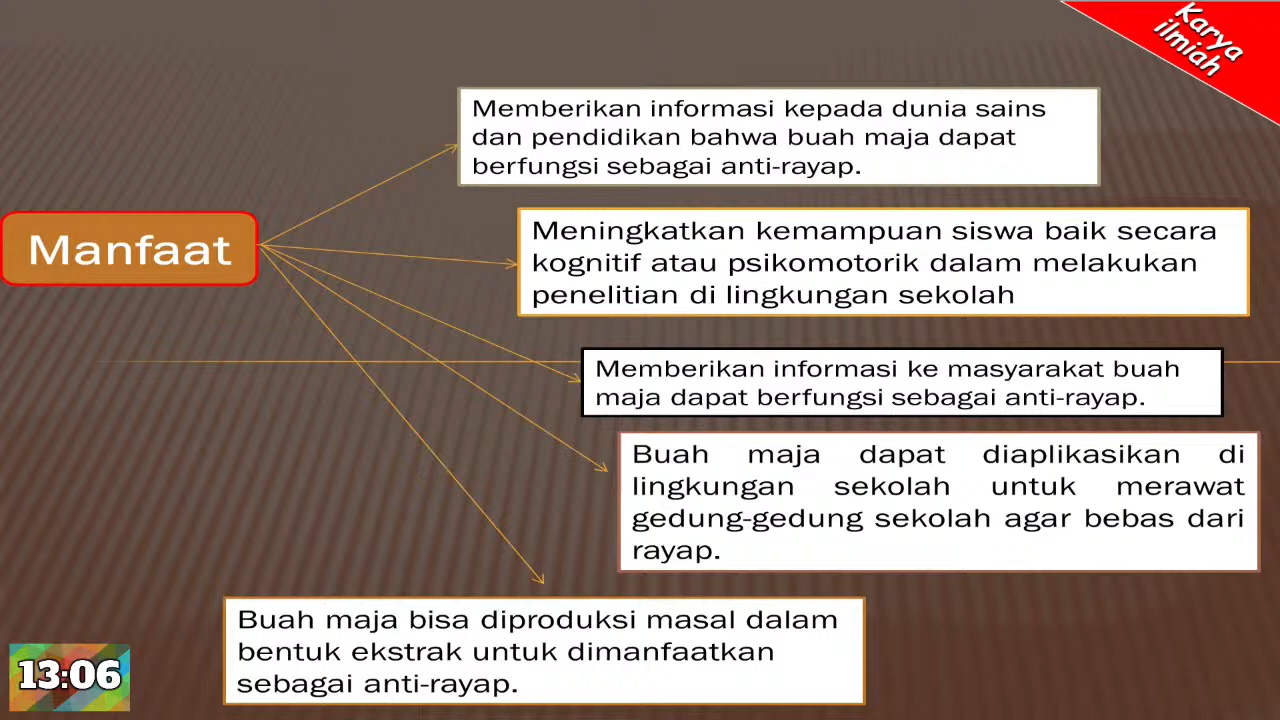 Karya
ilmiah
Memberikan informasi kepada dunia sains
dan pendidikan bahwa buah maja dapat
berfungsi sebagai anti-rayap.
Manfaat
Meningkatkan kemampuan siswa baik secara
kognitif atau psikomotorik dalam melakukan
penelitian di lingkungan sekolah
Memberikan informasi ke masyarakat buah
maja dapat berfungsi sebagai anti-rayap.
Buah maja dapat diaplikasikan di
lingkungan sekolah untuk merawat
gedung-gedung sekolah agar bebas dari
rayap.
Buah maja bisa diproduksi masal dalam
bentuk ekstrak untuk dimanfaatkan
sebagai anti-rayap.
13:06